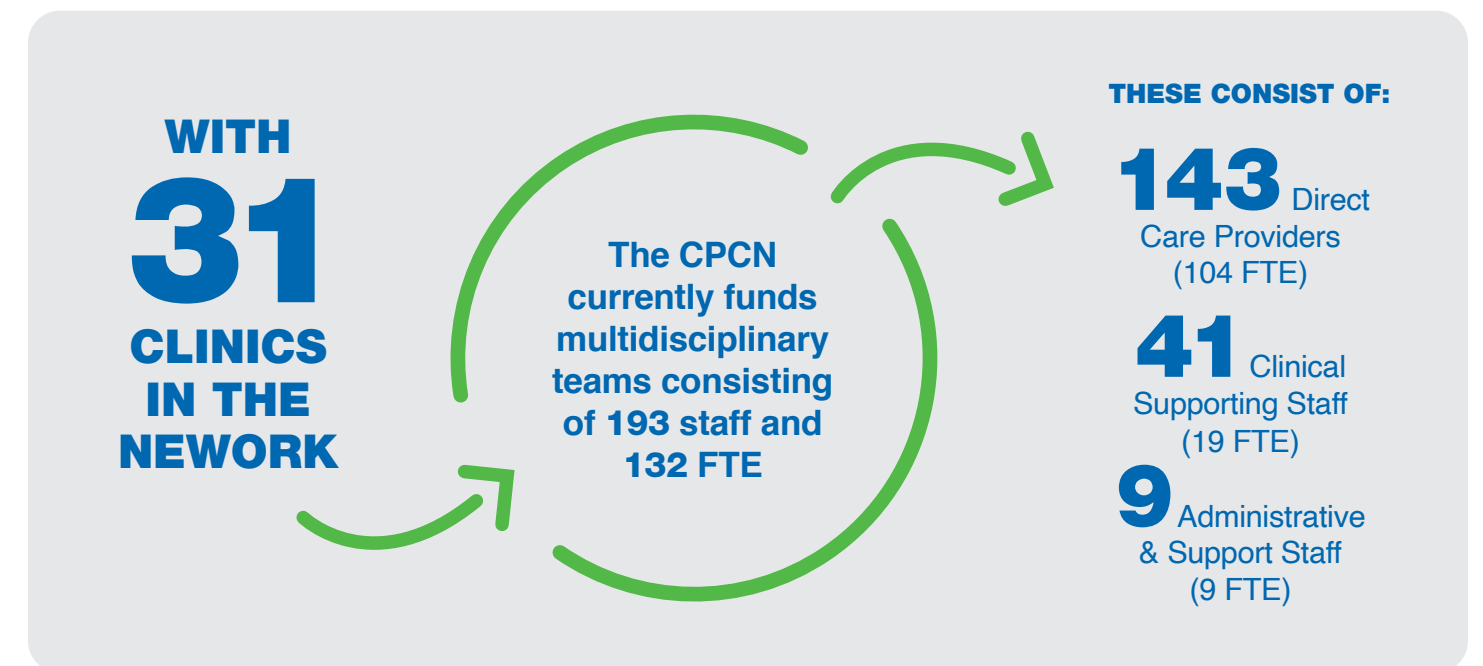 WITH
31
CLINICS
IN THE
NEWORK
The CPCN
currently funds
multidisciplinary
teams consisting
of 193 staff and
132 FTE
THESE CONSIST OF:
143 Direct
Care Providers
(104 FTE)
41 Clinical
Supporting Staff
(19 FTE)
9 Administrative
& Support Staff
(9 FTE)